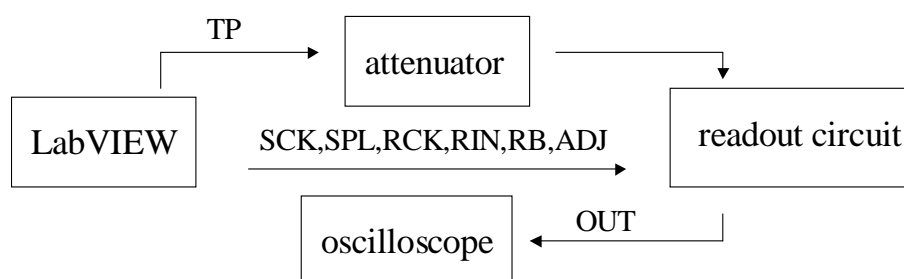 TP
attenuator
LabVIEW
SCK,SPL,RCK,RIN,RB,ADJ
readout circuit
oscilloscope
OUT